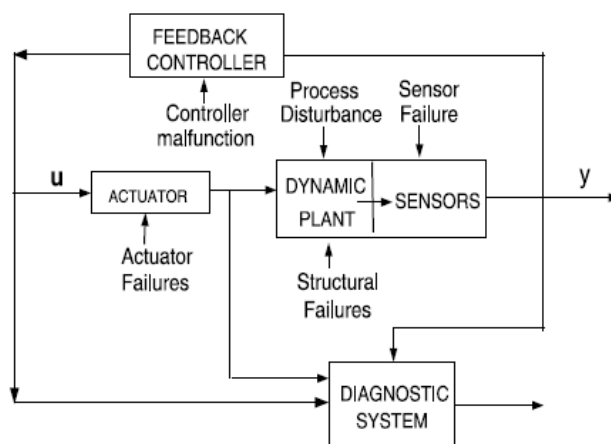 FEEDBACK
CONTROLLER
Controller
malfunction
Process
Disturbance
Sensor
Failure
u
ACTUATOR
DYNAMIC
PLANT
SENSORS
y
Actuator
Failures
Structural
Failures
DIAGNOSTIC
SYSTEM